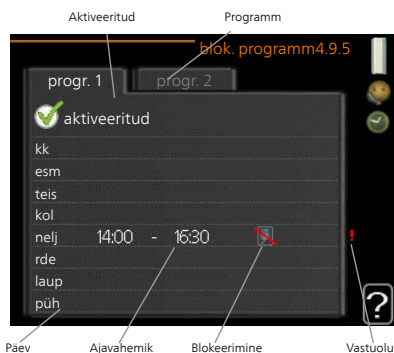 Aktiveeritud Programm
blok. programm4.9.5
progr. 1 progr. 2
aktiveeritud
kk
esm
teis
kol
nelj 14:00 - 16:30 !
rde
laup
püh
?
Päev Ajavahemik Blokeerimine Vastuolu